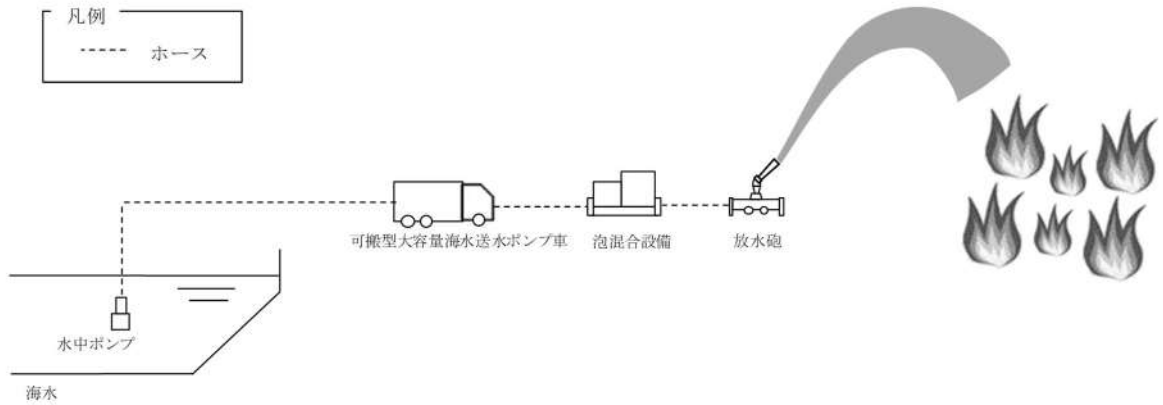 凡例
ホース
可搬型大容量海水送水ポンプ車
泡混合設備
放水砲
水中ポンプ
海水